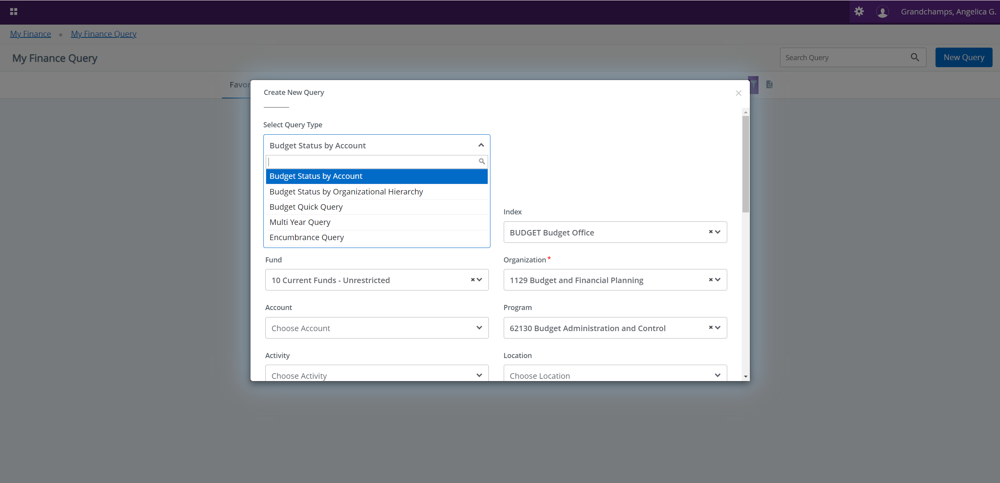 Grandchamps, Angelica G.
My Finance • My Finance Query
My Finance Query
Search Query
New Query
Favor
Create New Query
Select Query Type
Budget Status by Account
Budget Status by Account
Budget Status by Organizational Hierarchy
Budget Quick Query
Multi Year Query
Encumbrance Query
Index
BUDGET Budget Office
Fund
Organization *
10 Current Funds - Unrestricted
1129 Budget and Financial Planning
Account
Program
Choose Account
62130 Budget Administration and Control
Activity
Location
Choose Activity
Choose Location